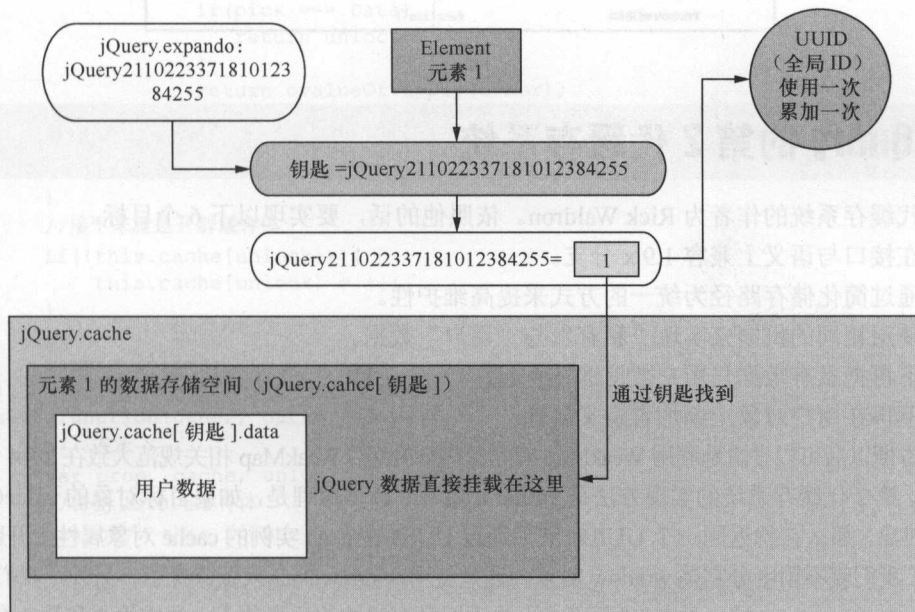 jQuery.expando：
jQuery2110223371810123
84255
Element
元素 1
UUID
（全局 ID）
使用一次
累加一次
钥匙 =jQuery211022337181012384255
jQuery211022337181012384255=
1
jQuery.cache
元素 1 的数据存储空间（jQuery.cahce[ 钥匙 ]）
通过钥匙找到
jQuery.cache[ 钥匙 ].data
用户数据
jQuery 数据直接挂载在这里